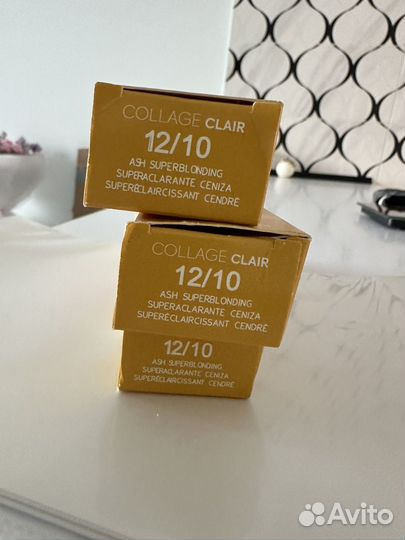 COLLAGE CLAIR
12/10
ASH SUPERBLONDING
SUPERACLARANTE CENIZA
SUPERÉCLAIRCISSANT CENDRÉ
COLLAGE CLAIR
12/10
ASH SUPERBLONDING
SUPERACLARANTE CENIZA
SUPERÉCLAIRCISSANT CENDRÉ
12/10
ASH SUPERBLONDING
SUPERACLARANTE CENIZA
SUPERÉCLAIRCISSANT CENDRÉ
Avito